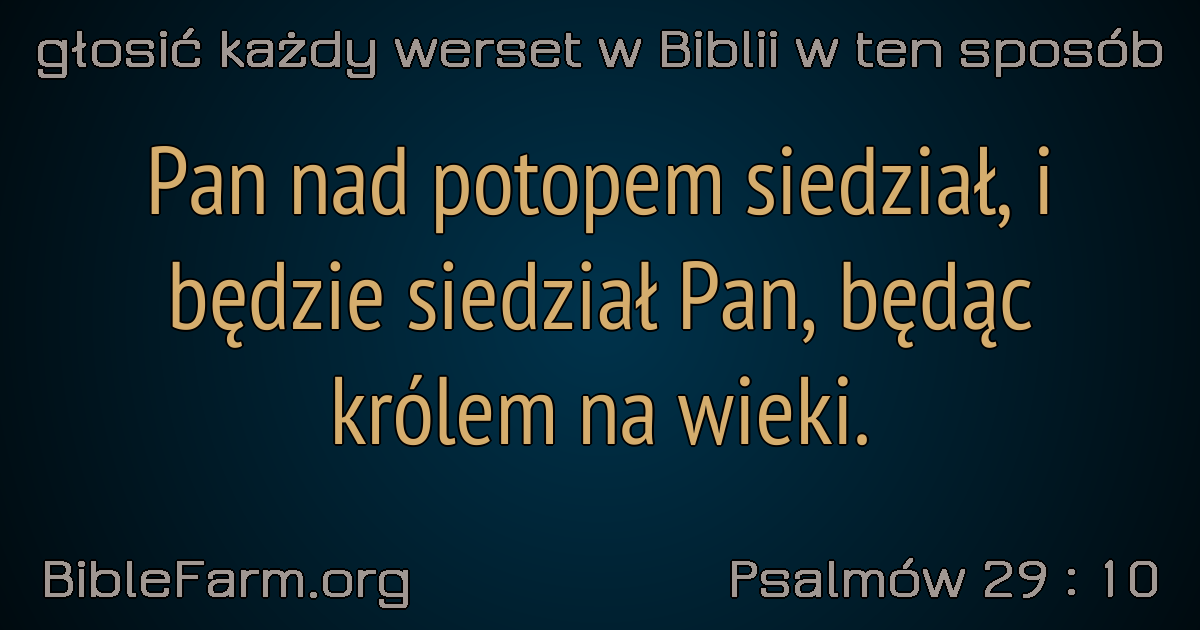 głosić każdy werset w Biblii w ten sposób
Pan nad potopem siedział, i
będzie siedział Pan, będąc
królem na wieki.
BibleFarm.org
Psalmów 29 : 10